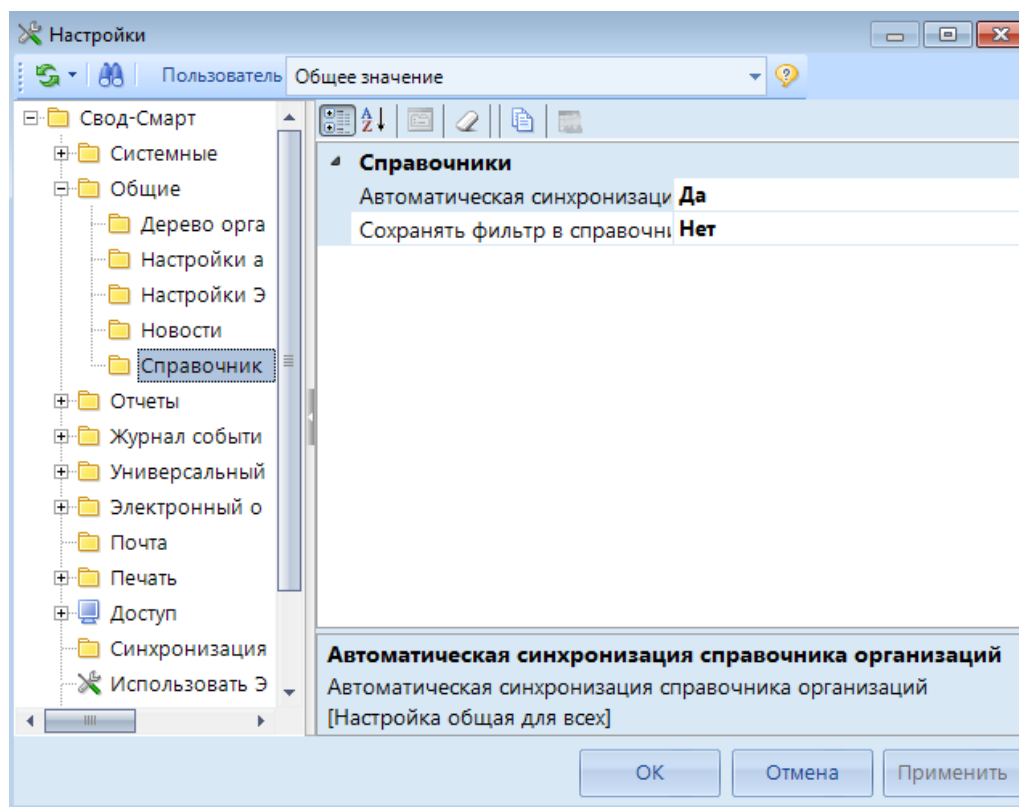 Настройки
Пользователь Общее значение
Свод-Смарт
Системные
Общие
Дерево орга
Настройки а
Настройки Э
Новости
Справочник
Отчеты
Журнал событи
Универсальный
Электронный о
Почта
Печать
Доступ
Синхронизация
Использовать Э
Справочники
Автоматическая синхронизаци Да
Сохранять фильтр в справочни Нет
Автоматическая синхронизация справочника организаций
Автоматическая синхронизация справочника организаций
[Настройка общая для всех]
ОК Отмена Применить